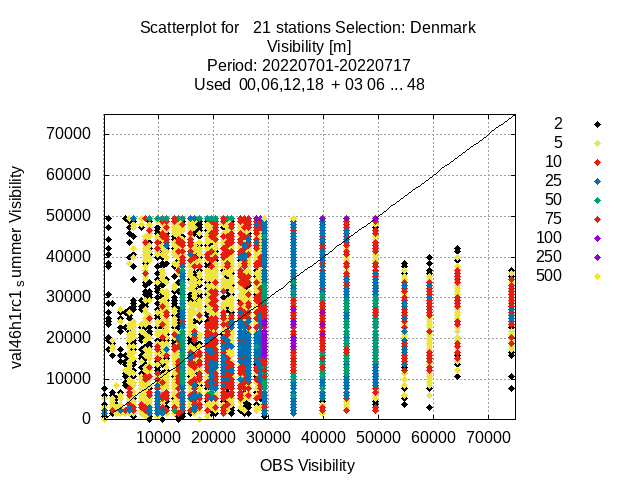 Scatterplot for 21 stations Selection: Denmark
Visibility [m]
Period: 20220701-20220717
Used 00,06,12,18 + 03 06 ... 48
val46h1rc1 summer Visibility
70000
60000
50000
40000
30000
20000
10000
0
10000 20000 30000 40000 50000 60000 70000
OBS Visibility
2
5
10
25
50
75
100
250
500